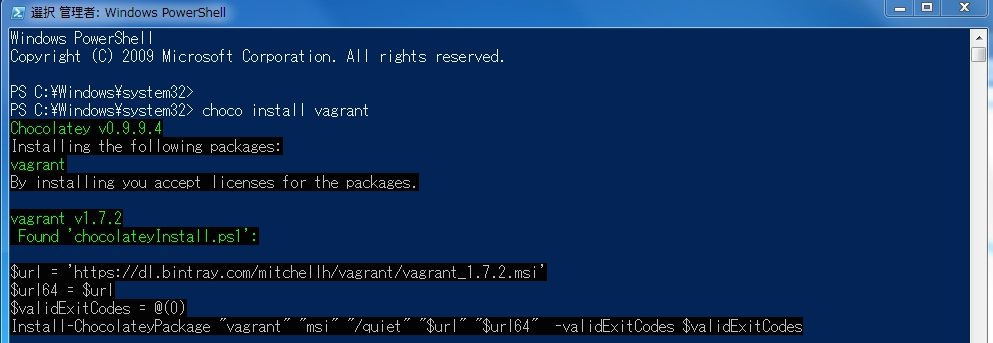 選択 管理者: Windows PowerShell
Windows PowerShell
Copyright (C) 2009 Microsoft Corporation. All rights reserved.
PS C:¥Windows¥system32>
PS C:¥Windows¥system32> choco install vagrant
Chocolatey v0.9.9.4
Installing the following packages:
vagrant
By installing you accept licenses for the packages.
vagrant v1.7.2
Found 'chocolateyInstall.ps1':
$url = 'https://dl.bintray.com/mitchellh/vagrant/vagrant_1.7.2.msi'
$url64 = $url
$validExitCodes = @(0)
Install-ChocolateyPackage "vagrant" "msi" "/quiet" "$url" "$url64"  -validExitCodes $validExitCodes